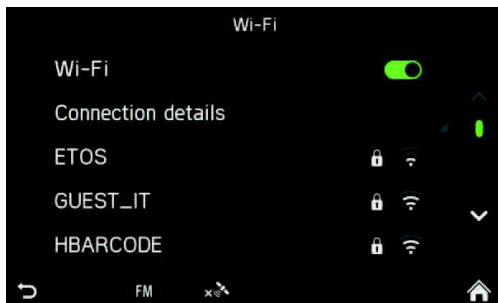 Wi-Fi
Wi-Fi
Connection details
ETOS
GUEST_IT
HBARCODE
FM